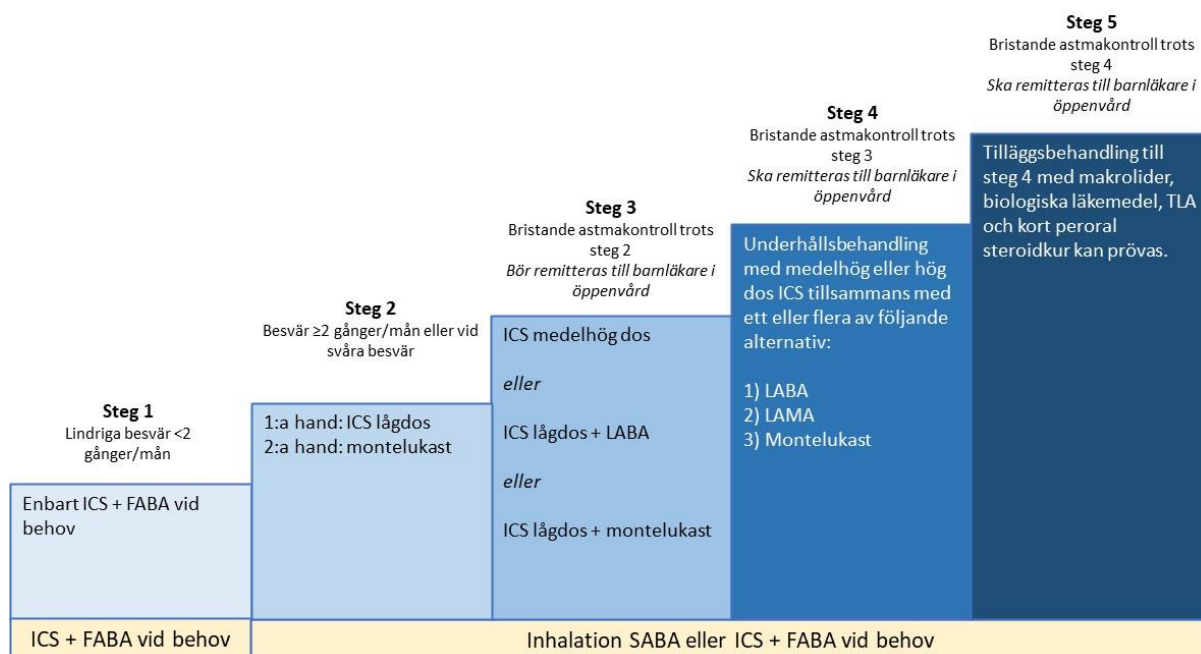 Steg 1
Lindriga besvär <2
gånger/mån
Enbart ICS + FABA vid
behov
Steg 2
Besvär ≥2 gånger/mån eller vid
svåra besvär
1:a hand: ICS lågdos
2:a hand: montelukast
Steg 3
Bristande astmakontroll trots
steg 2
Bör remitteras till barnläkare i
öppenvård
ICS medelhög dos
eller
ICS lågdos + LABA
eller
ICS lågdos + montelukast
Steg 4
Bristande astmakontroll trots
steg 3
Ska remitteras till barnläkare i
öppenvård
Underhållsbehandling
med medelhög eller hög
dos ICS tillsammans med
ett eller flera av följande
alternativ:
1) LABA
2) LAMA
3) Montelukast
Steg 5
Bristande astmakontroll trots
steg 4
Ska remitteras till barnläkare i
öppenvård
Tilläggsbehandling till
steg 4 med makrolider,
biologiska läkemedel, TLA
och kort peroral
steroidkur kan prövas.
ICS + FABA vid behov
Inhalation SABA eller ICS + FABA vid behov